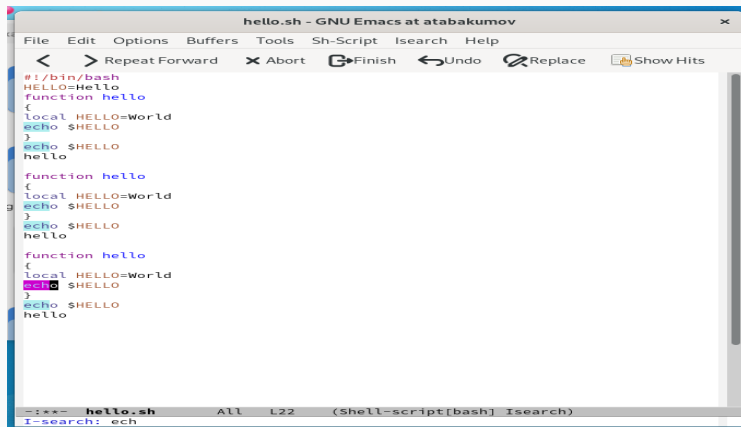 hello.sh - GNU Emacs at atabakumov ×
File Edit Options Buffers Tools Sh-Script Isearch Help
< > Repeat Forward Abort Finish Undo Replace Show Hits
#!/bin/bash
HELLO=Hello
function hello
{
local HELLO=World
echo $HELLO
}
echo $HELLO
hello

function hello
{
local HELLO=World
echo $HELLO
}
echo $HELLO
hello

function hello
{
local HELLO=World
echo $HELLO
}
echo $HELLO
hello
-:**- hello.sh All L22 (Shell-script[bash] Isearch)
I-search: ech